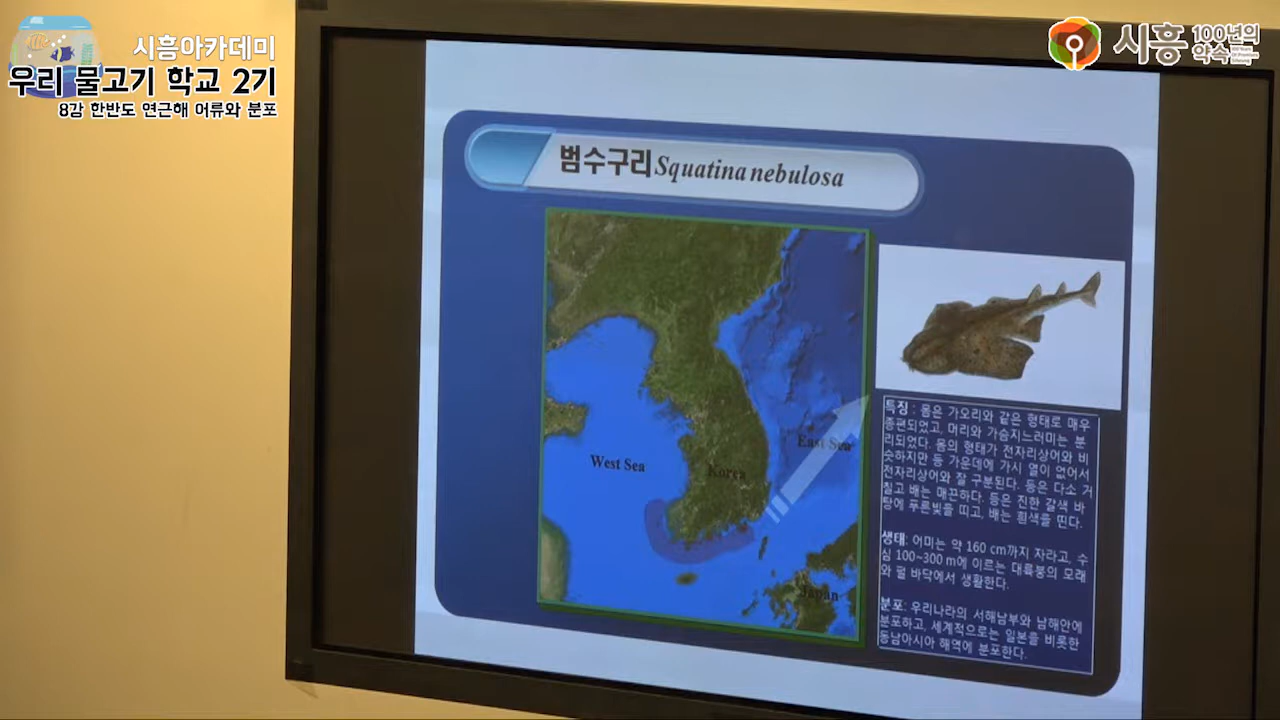 시흥아카데미
우리 물고기 학교 2기
8강 한반도 연근해 어류와 분포
시흥 100년의
약속
범수구리 Squatina nebulosa
West Sea
Korea
East Sea
Japan
특징 : 몸은 가오리와 같은 형태로 매우
종편되었고, 머리와 가슴지느러미는 분
리되었다. 몸의 형태가 전자리상어와 비
슷하지만 등 가운데에 가시 열이 없어서
전자리상어와 잘 구분된다. 등은 다소 거
칠고 배는 매끈하다. 등은 진한 갈색 바
탕에 푸른빛을 띠고, 배는 흰색을 띤다.
생태: 어미는 약 160 cm까지 자라고, 수
심 100~300 m에 이르는 대륙붕의 모래
와 펄 바닥에서 생활한다.
분포: 우리나라의 서해남부와 남해안에
분포하고, 세계적으로는 일본을 비롯한
동남아시아 해역에 분포한다.